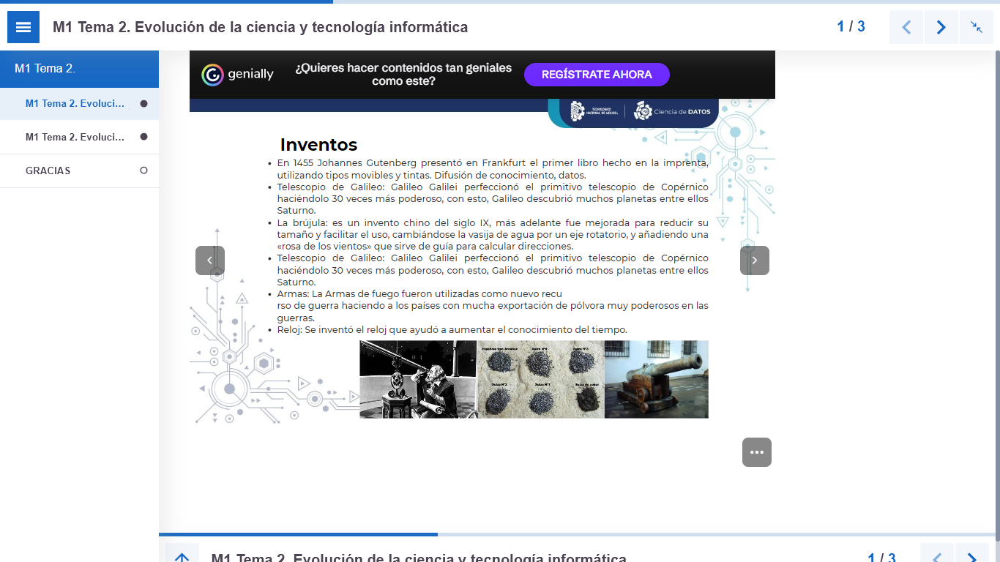 M1 Tema 2. Evolución de la ciencia y tecnología informática
1 / 3
M1 Tema 2.
M1 Tema 2. Evoluci...
M1 Tema 2. Evoluci...
GRACIAS
genially
¿Quieres hacer contenidos tan geniales
como este?
REGÍSTRATE AHORA
TECNOLÓGICO
NACIONAL DE MÉXICO
Ciencia de DATOS
Inventos
• En 1455 Johannes Gutenberg presentó en Frankfurt el primer libro hecho en la imprenta,
utilizando tipos movibles y tintas. Difusión de conocimiento, datos.
• Telescopio de Galileo: Galileo Galilei perfeccionó el primitivo telescopio de Copérnico
haciéndolo 30 veces más poderoso, con esto, Galileo descubrió muchos planetas entre ellos
Saturno.
• La brújula: es un invento chino del siglo IX, más adelante fue mejorada para reducir su
tamaño y facilitar el uso, cambiándose la vasija de agua por un eje rotatorio, y añadiendo una
«rosa de los vientos» que sirve de guía para calcular direcciones.
• Telescopio de Galileo: Galileo Galilei perfeccionó el primitivo telescopio de Copérnico
haciéndolo 30 veces más poderoso, con esto, Galileo descubrió muchos planetas entre ellos
Saturno.
• Armas: La Armas de fuego fueron utilizadas como nuevo recu
rso de guerra haciendo a los países con mucha exportación de pólvora muy poderosos en las
guerras.
• Reloj: Se inventó el reloj que ayudó a aumentar el conocimiento del tiempo.
M1 Tema 2. Evolución de la ciencia y tecnología informática
1 / 3